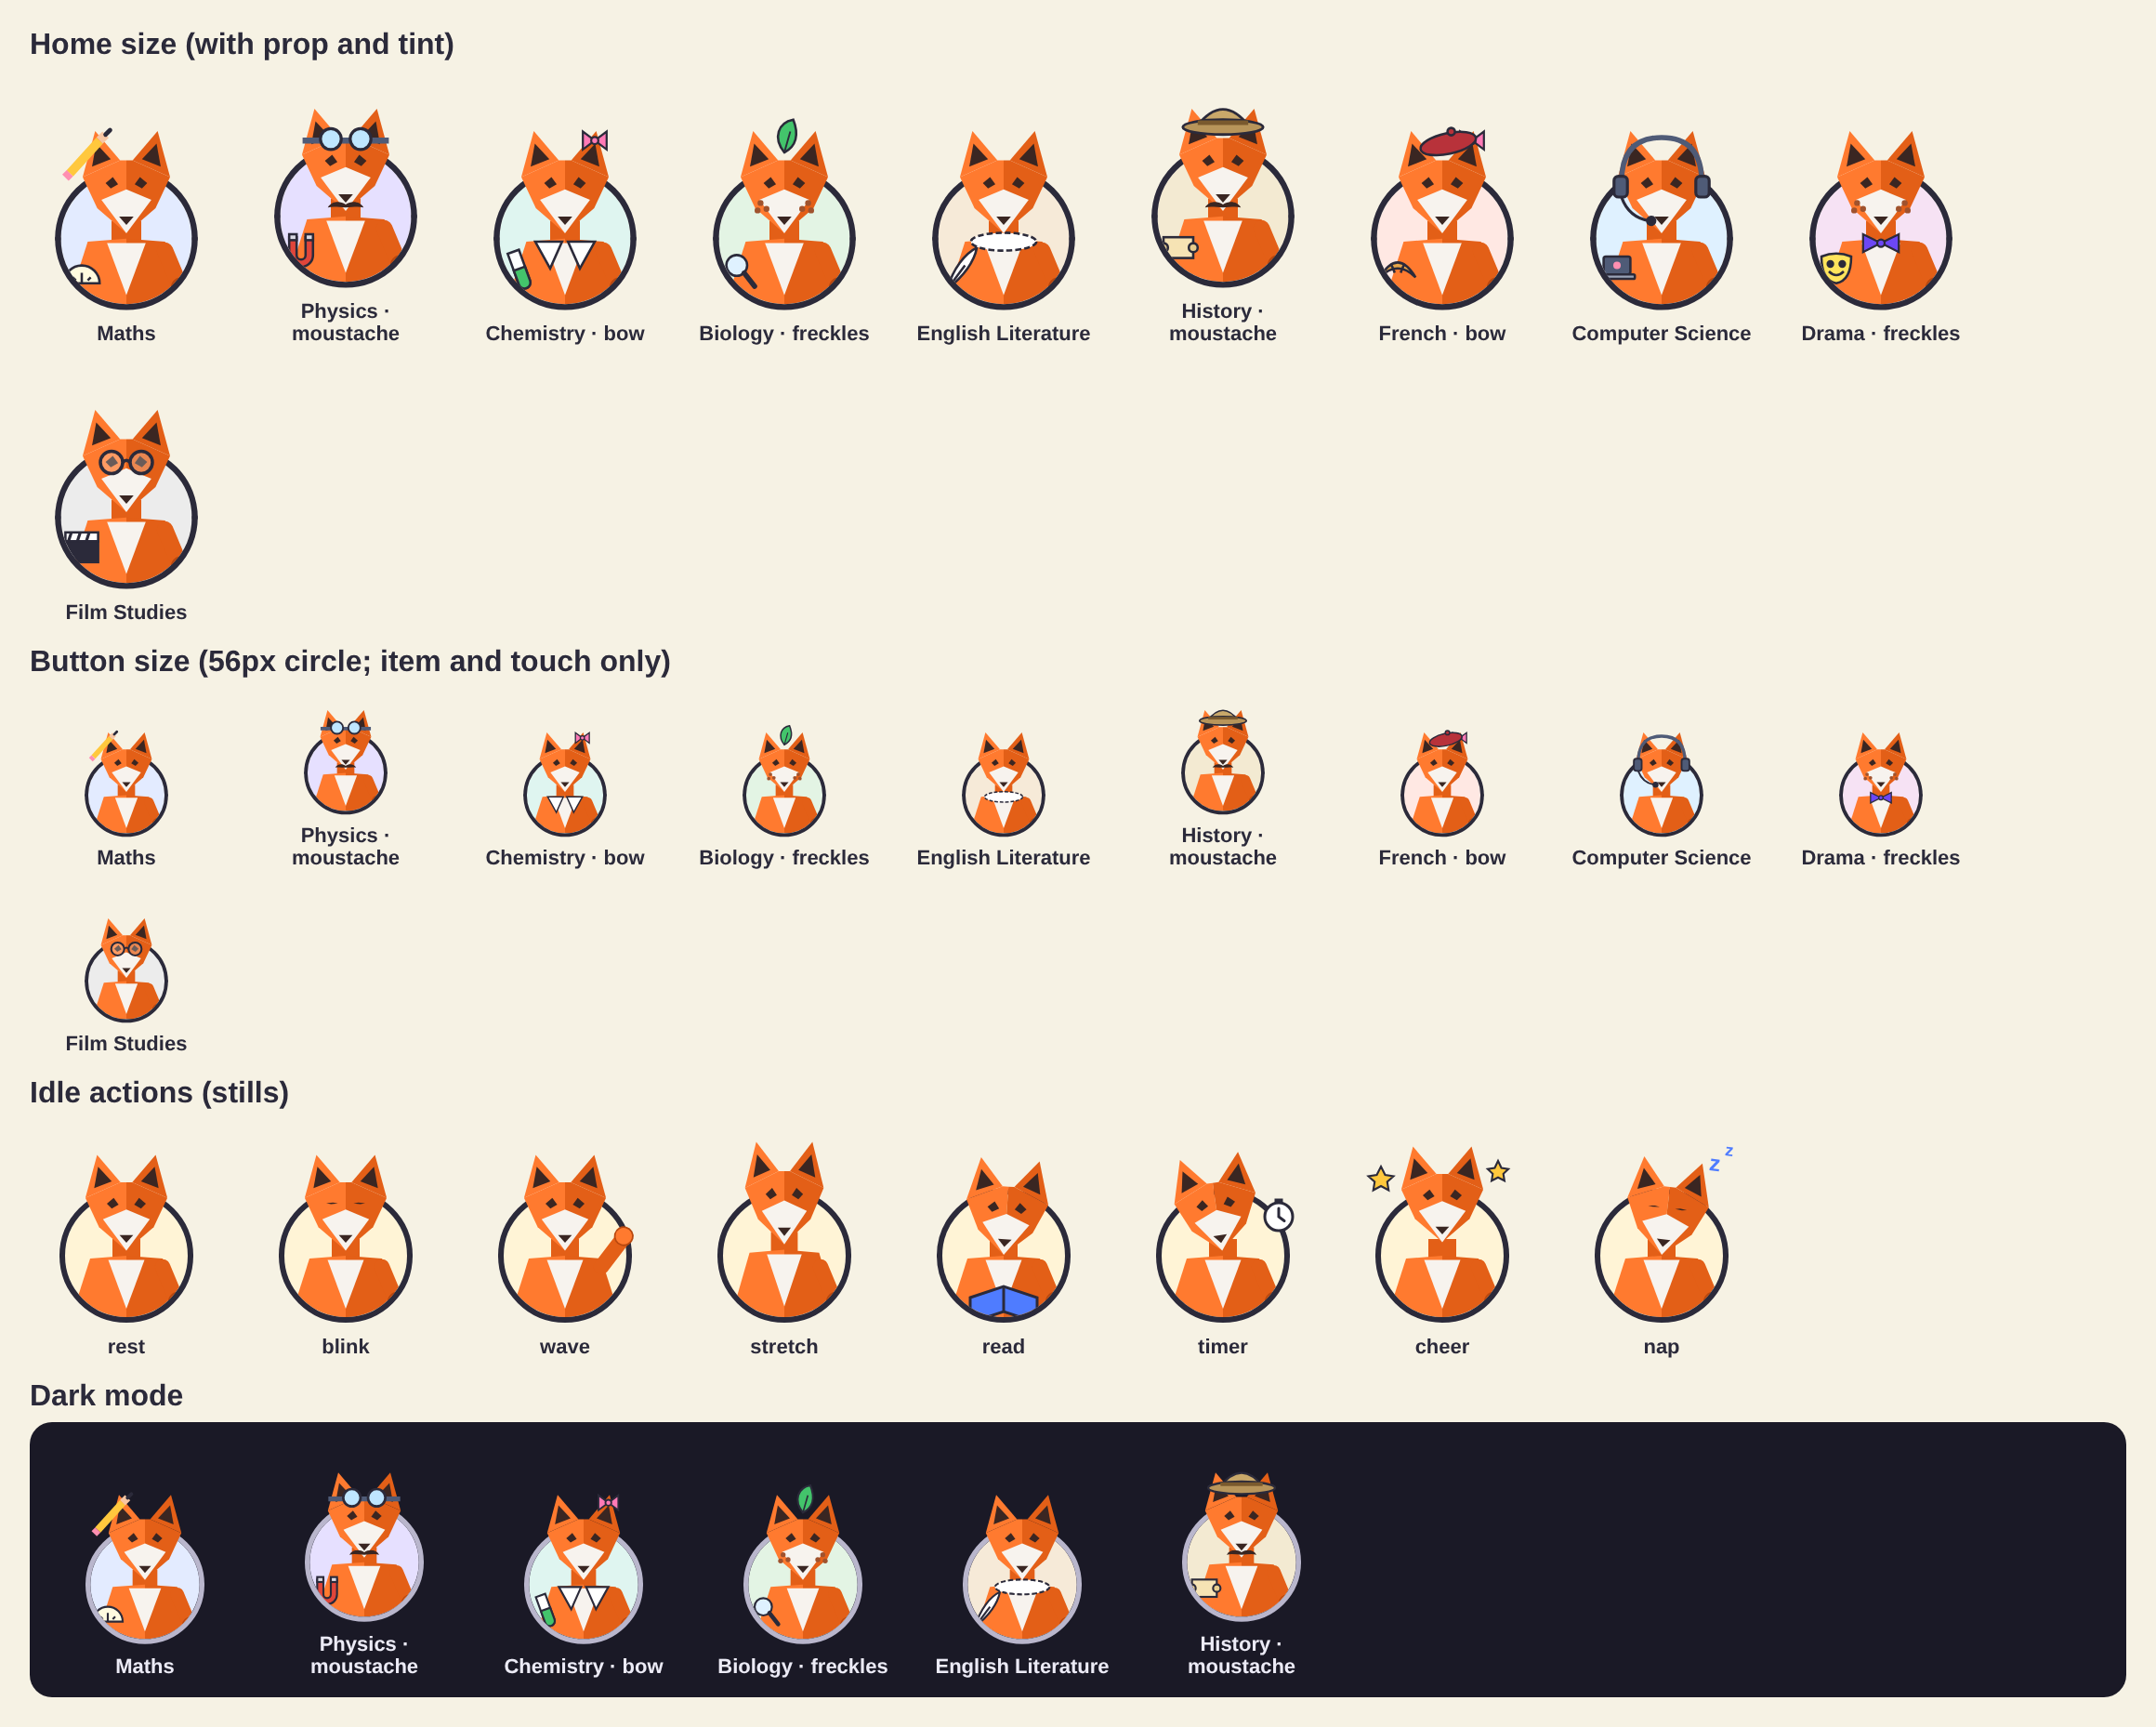 Home size (with prop and tint)
Maths
Physics ·
moustache
Chemistry · bow
Biology · freckles
English Literature
History ·
moustache
French · bow
Computer Science
Drama · freckles
Film Studies
Button size (56px circle; item and touch only)
Maths
Physics ·
moustache
Chemistry · bow
Biology · freckles
English Literature
History ·
moustache
French · bow
Computer Science
Drama · freckles
Film Studies
Idle actions (stills)
z z
rest
blink
wave
stretch
read
timer
cheer
nap
Dark mode
Maths
Physics ·
moustache
Chemistry · bow
Biology · freckles
English Literature
History ·
moustache